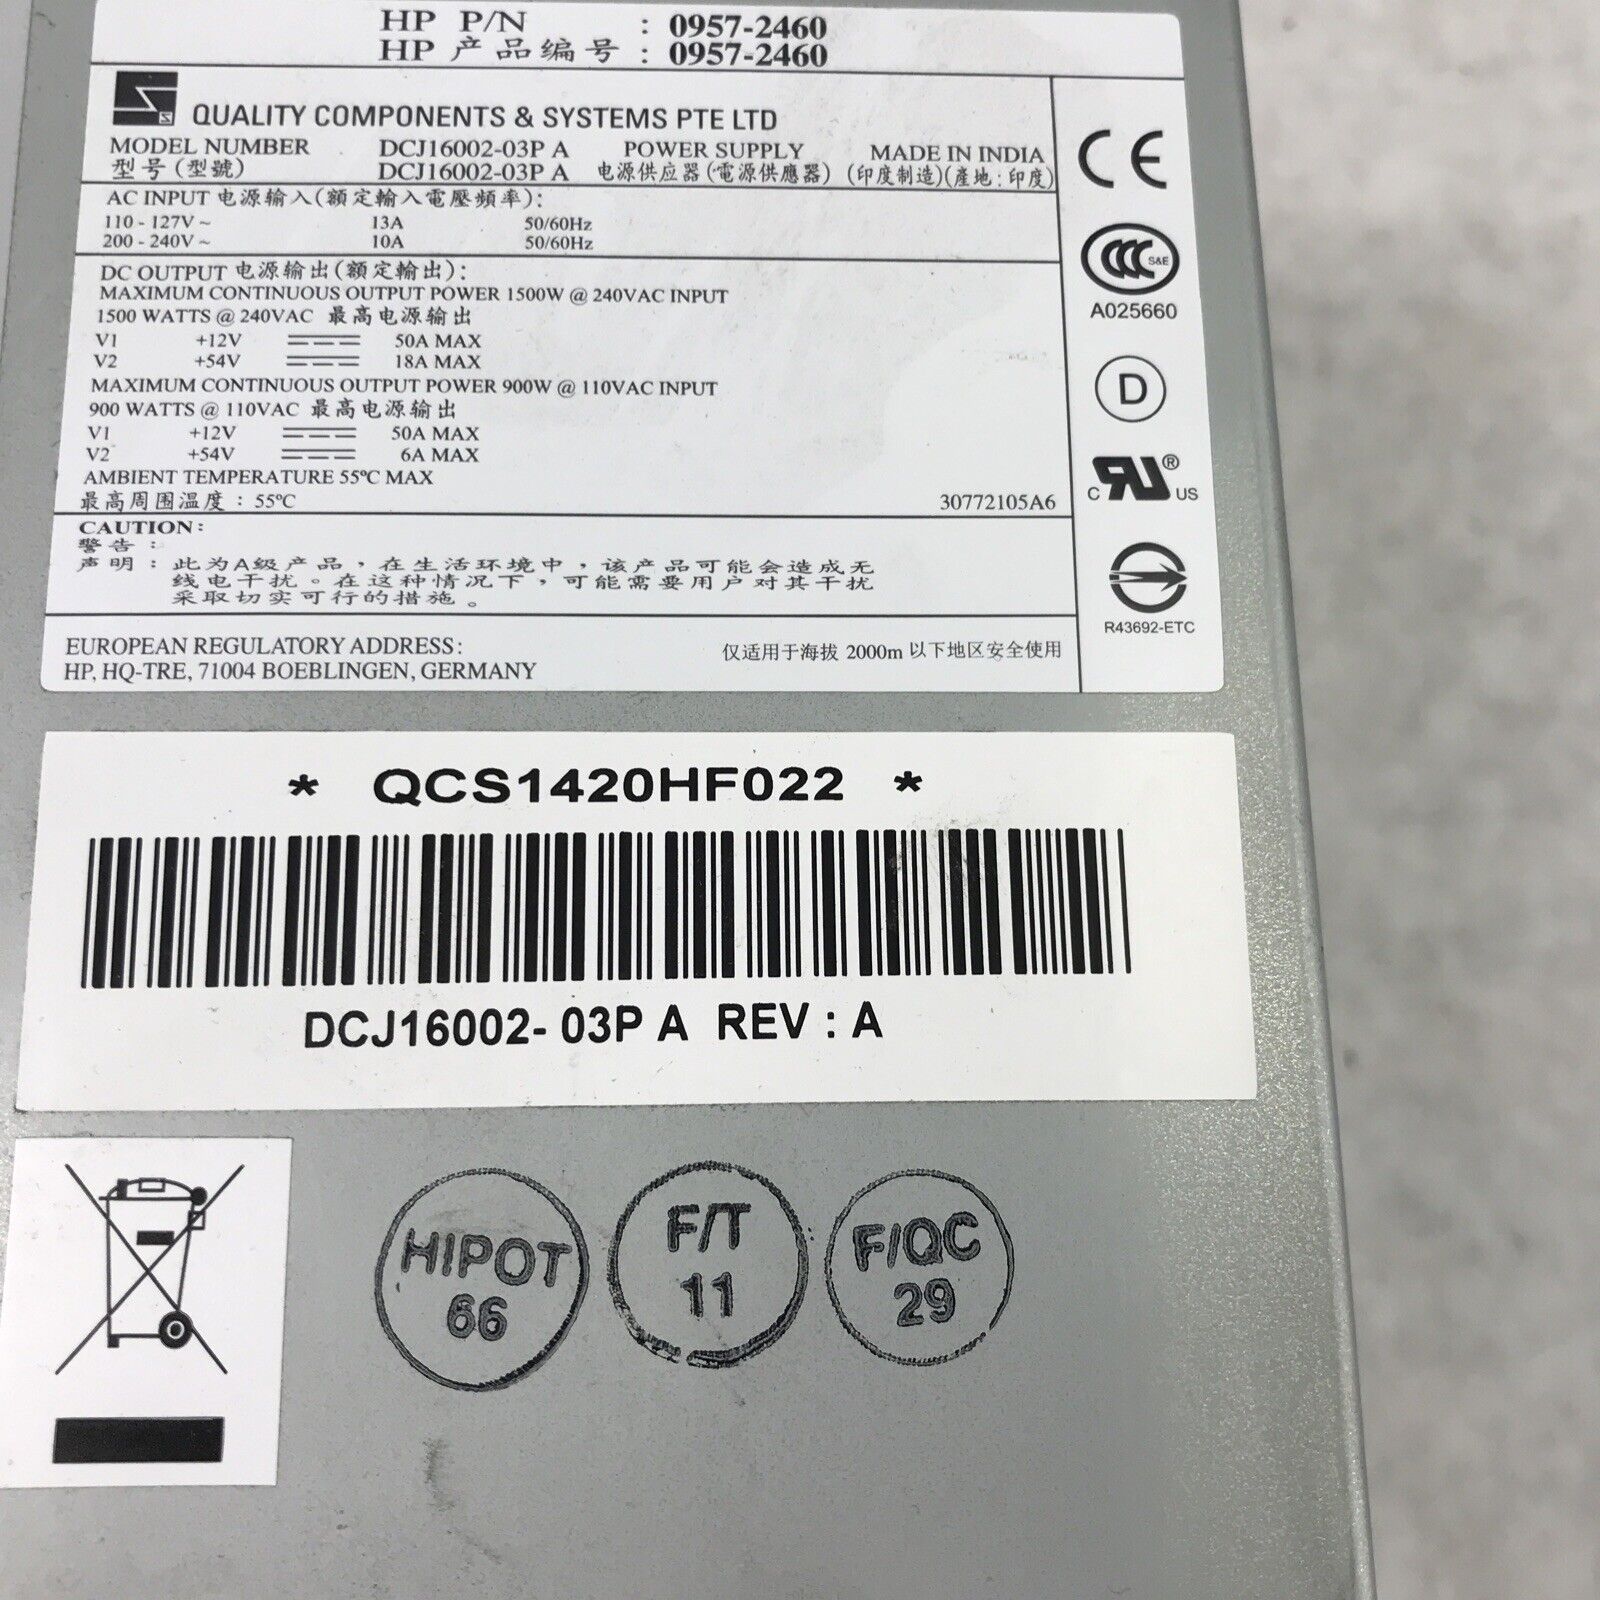 HP P/N : 0957-2460
HP 产品编号 : 0957-2460
QUALITY COMPONENTS & SYSTEMS PTE LTD
MODEL NUMBER DCJ16002-03P A POWER SUPPLY MADE IN INDIA
型号(型號) DCJ16002-03P A 电源供应器(電源供應器) (印度制造)(產地:印度)
AC INPUT 电源输入(額定輸入電壓頻率):
110 - 127V ~ 13A 50/60Hz
200 - 240V ~ 10A 50/60Hz
DC OUTPUT 电源输出(額定輸出):
MAXIMUM CONTINUOUS OUTPUT POWER 1500W @ 240VAC INPUT
1500 WATTS @ 240VAC 最高电源输出
V1 +12V 50A MAX
V2 +54V 18A MAX
MAXIMUM CONTINUOUS OUTPUT POWER 900W @ 110VAC INPUT
900 WATTS @ 110VAC 最高电源输出
V1 +12V 50A MAX
V2 +54V 6A MAX
AMBIENT TEMPERATURE 55°C MAX
最高周围温度 : 55°C 30772105A6
CAUTION:
警告 :
声明 : 此为A级产品，在生活环境中，该产品可能会造成无
线电干扰。在这种情况下，可能需要用户对其干扰
采取切实可行的措施。
EUROPEAN REGULATORY ADDRESS:
HP, HQ-TRE, 71004 BOEBLINGEN, GERMANY
仅适用于海拔 2000m 以下地区安全使用
CE
CCC S&E
A025660
D
C RU ® US
R43692-ETC
* QCS1420HF022 *
DCJ16002- 03P A REV : A
HIPOT
66
F/T
11
F/QC
29